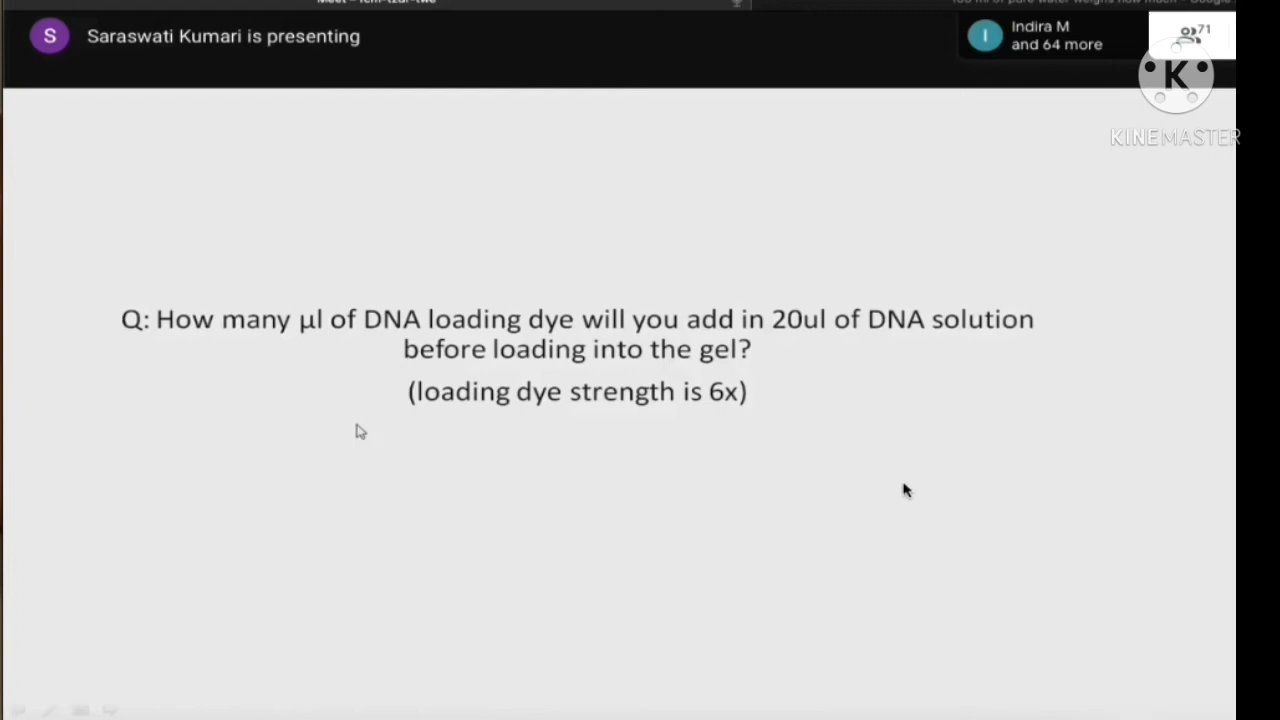 S
Saraswati Kumari is presenting
I
Indira M
and 64 more
71
K
KINEMASTER
Q: How many μl of DNA loading dye will you add in 20ul of DNA solution
before loading into the gel?
(loading dye strength is 6x)